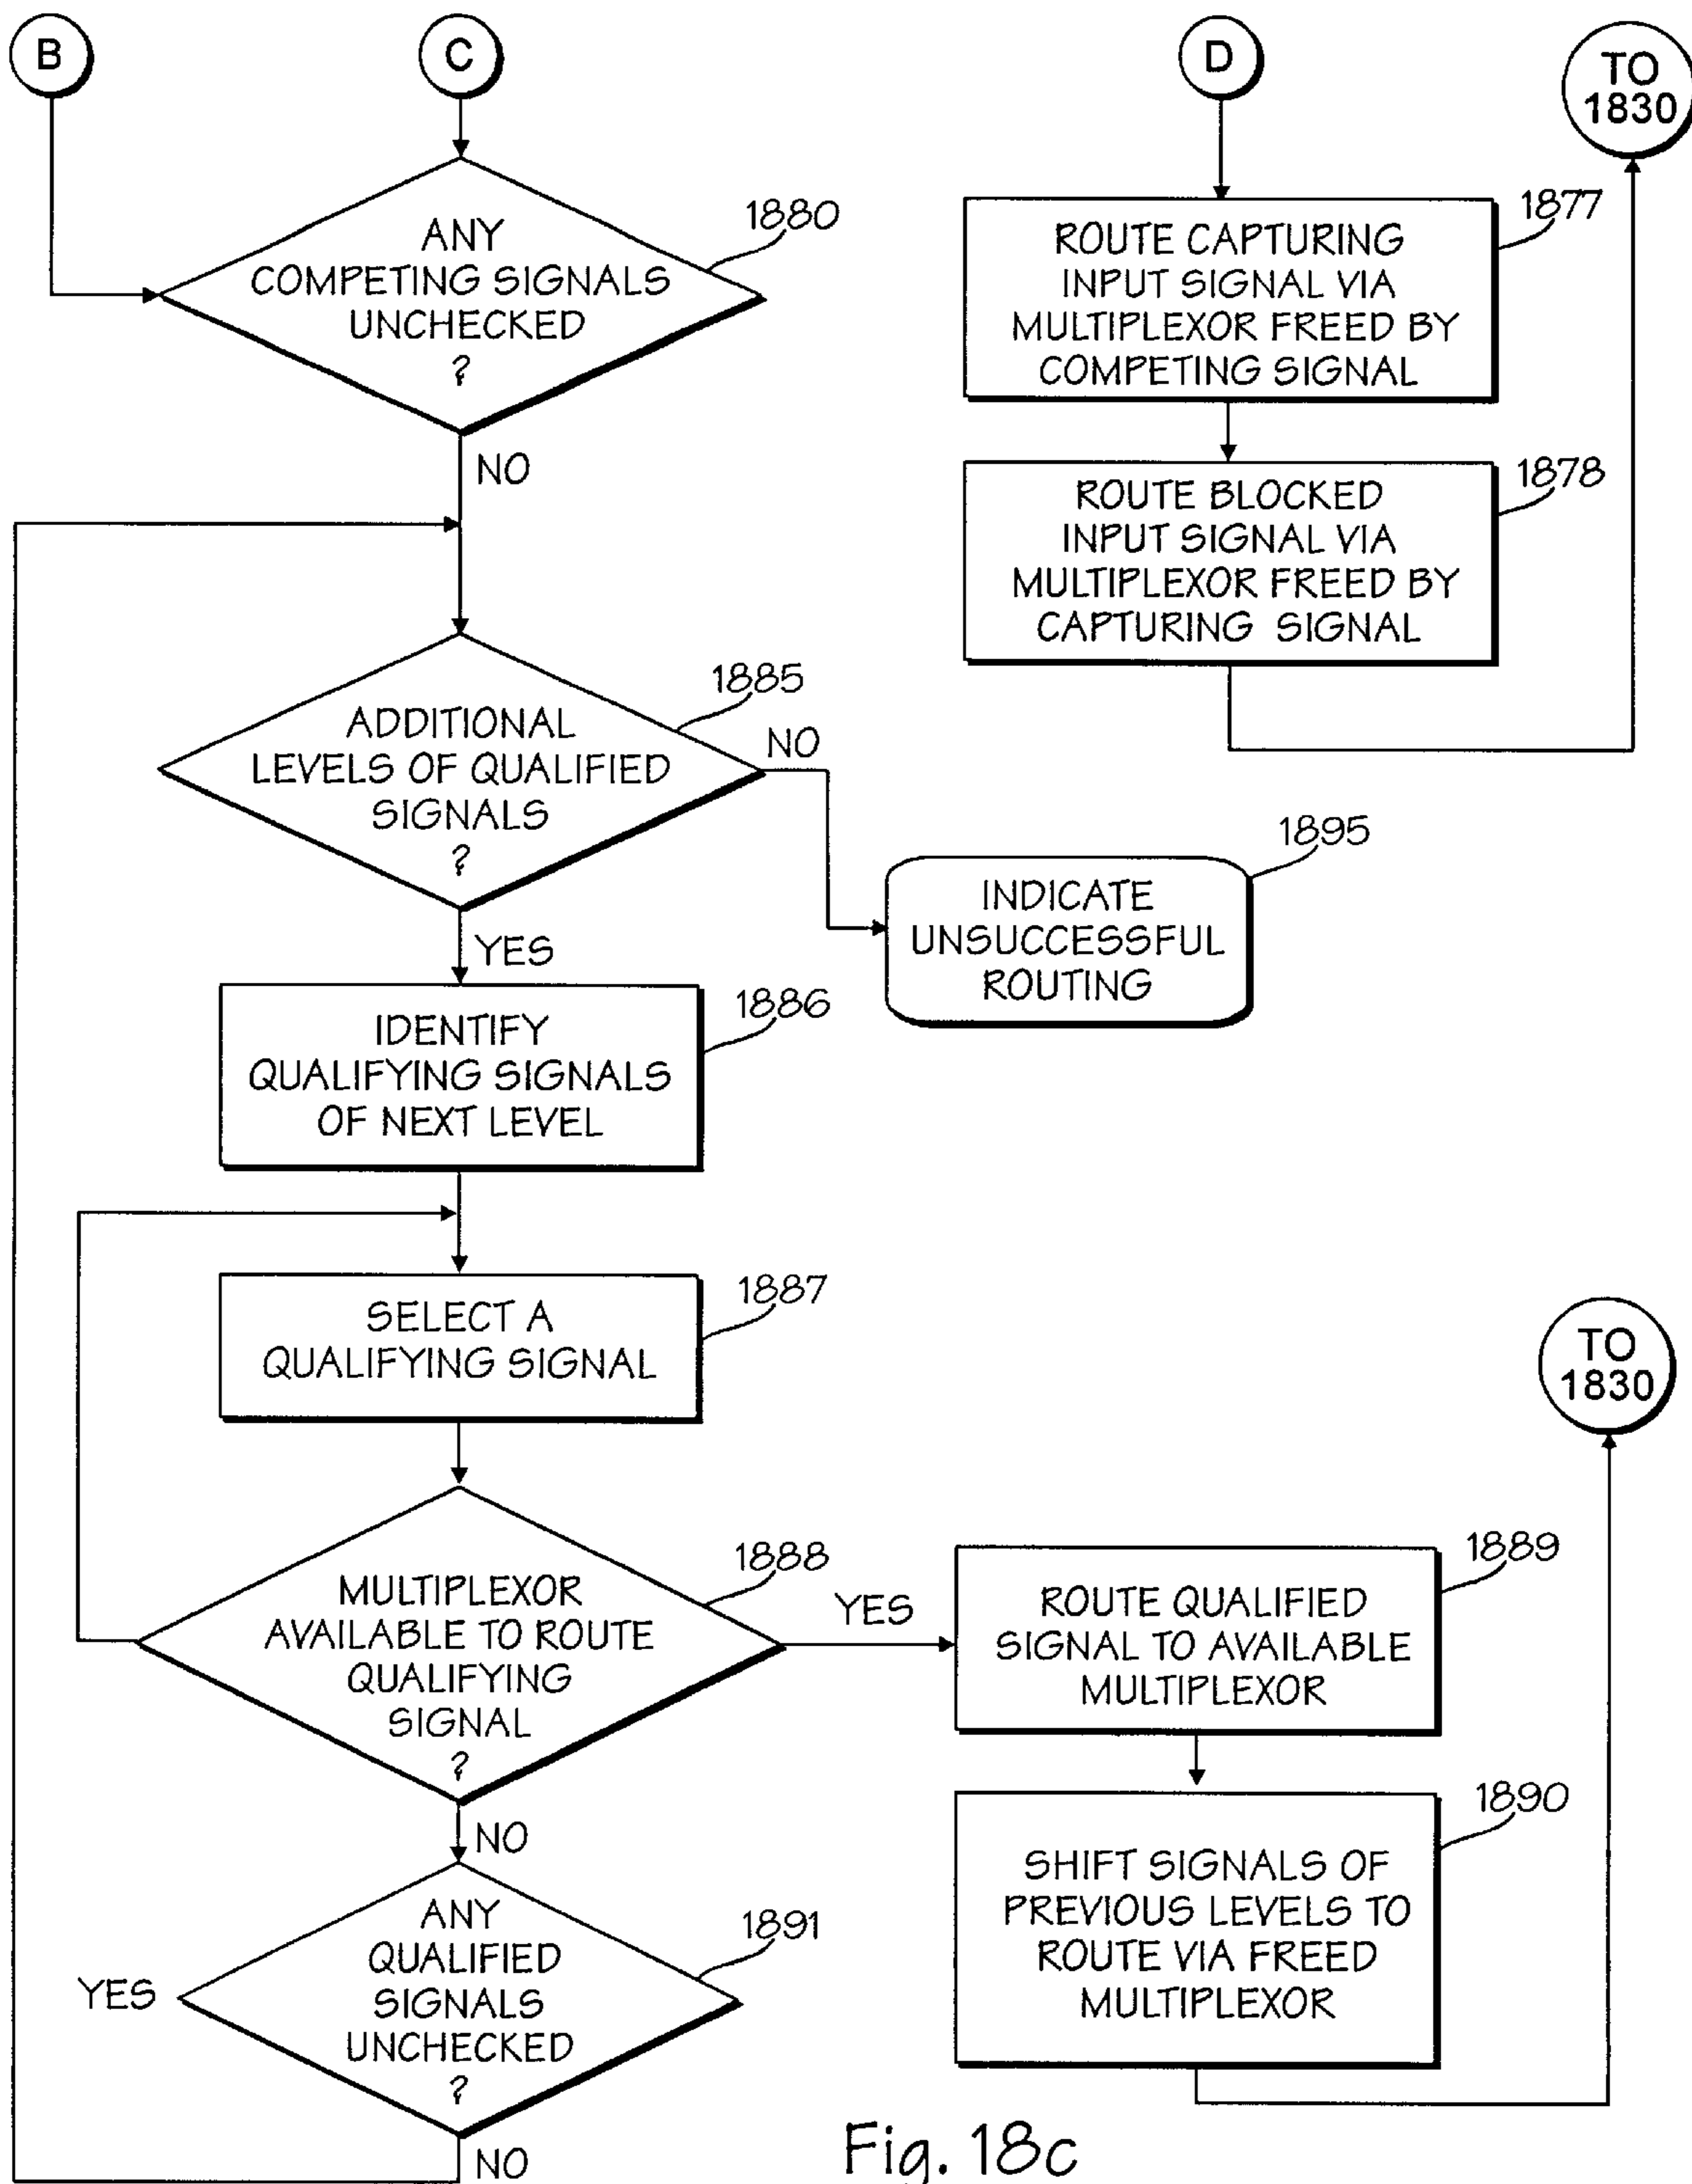 B
C
D
TO
1830
1880
ANY
COMPETING SIGNALS
UNCHECKED
?
NO
1877
ROUTE CAPTURING
INPUT SIGNAL VIA
MULTIPLEXOR FREED BY
COMPETING SIGNAL
1878
ROUTE BLOCKED
INPUT SIGNAL VIA
MULTIPLEXOR FREED BY
CAPTURING SIGNAL
1885
ADDITIONAL
LEVELS OF QUALIFIED
SIGNALS
?
NO
YES
1895
INDICATE
UNSUCCESSFUL
ROUTING
1886
IDENTIFY
QUALIFYING SIGNALS
OF NEXT LEVEL
1887
SELECT A
QUALIFYING SIGNAL
TO
1830
1888
MULTIPLEXOR
AVAILABLE TO ROUTE
QUALIFYING
SIGNAL
?
YES
NO
1889
ROUTE QUALIFIED
SIGNAL TO AVAILABLE
MULTIPLEXOR
1890
SHIFT SIGNALS OF
PREVIOUS LEVELS TO
ROUTE VIA FREED
MULTIPLEXOR
1891
ANY
QUALIFIED
SIGNALS
UNCHECKED
?
YES
NO
Fig. 18c